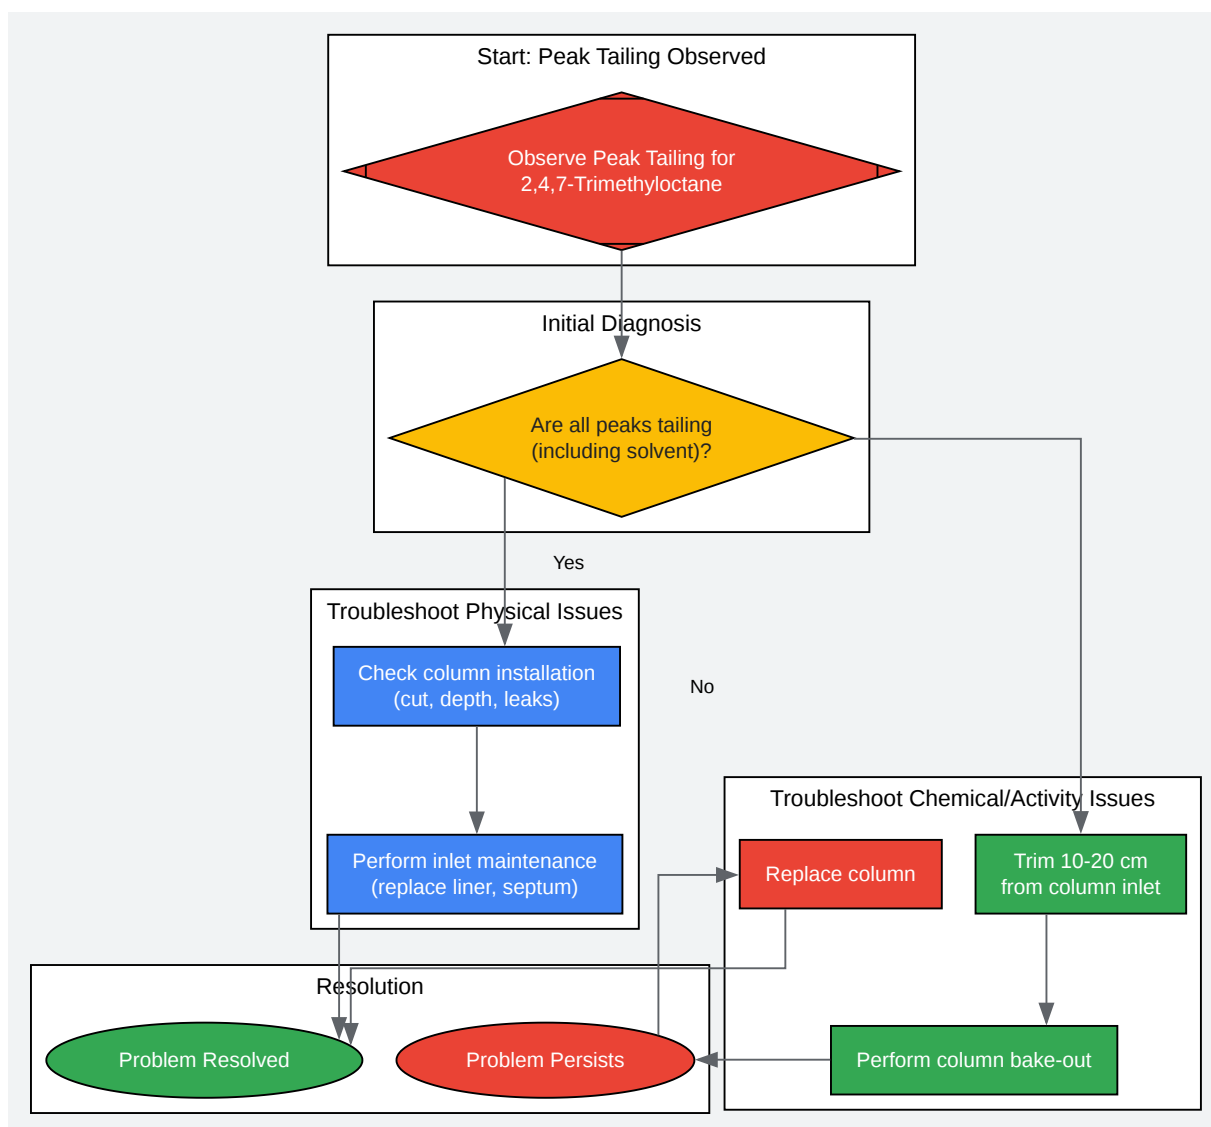 Start: Peak Tailing Observed
Observe Peak Tailing for
2,4,7-Trimethyloctane
Initial Diagnosis
Are all peaks tailing
(including solvent)?
Yes
Troubleshoot Physical Issues
Check column installation
(cut, depth, leaks)
No
Troubleshoot Chemical/Activity Issues
Perform inlet maintenance
(replace liner, septum)
Replace column
Trim 10-20 cm
from column inlet
Resolution
Problem Resolved
Problem Persists
Perform column bake-out